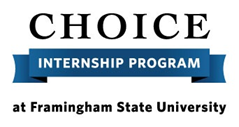 CHOICE
INTERNSHIP PROGRAM
at Framingham State University